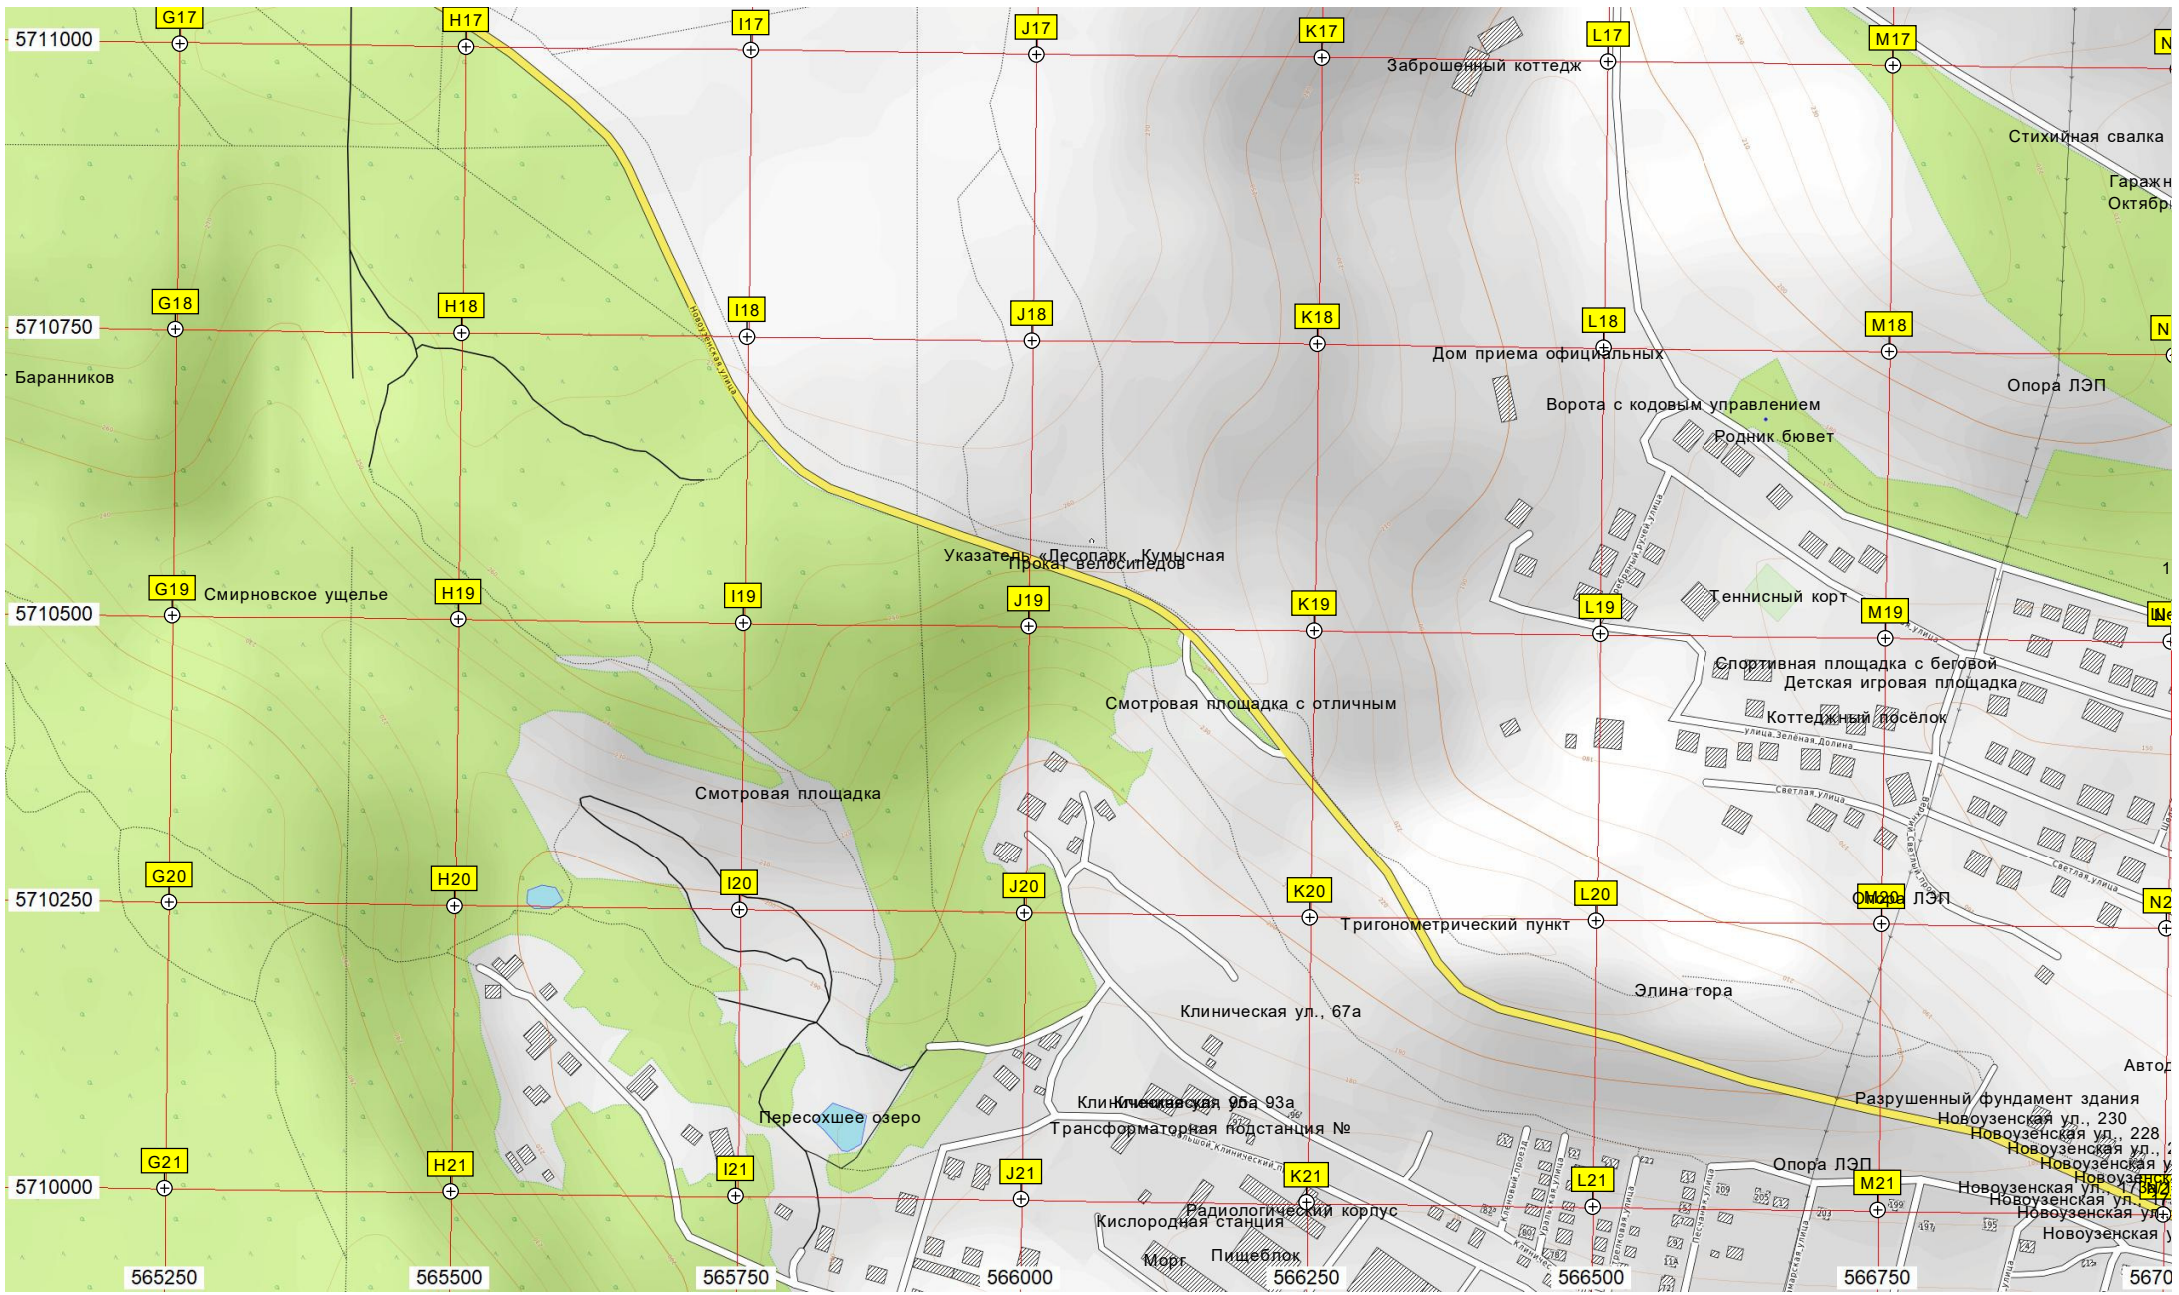 G17
H17
I17
J17
K17
L17
M17
N
5711000
Заброшенный коттедж
Стихийная свалка
Гаражн
Октябр
G18
H18
I18
J18
K18
L18
M18
N
5710750
Новоузенская улица
Дом приема официальных
Баранников
Опора ЛЭП
Ворота с кодовым управлением
Родник бювет
Указатель «Лесопарк „Кумысная
Прокат велосипедов
G19
H19
I19
J19
K19
L19
M19
5710500
Смирновское ущелье
Теннисный корт
Спортивная площадка с беговой
Детская игровая площадка
Смотровая площадка с отличным
Коттеджный посёлок
улица Зелёная Долина
Смотровая площадка
Светлая улица
Светлая улица
G20
H20
I20
J20
K20
L20
M20
N2
5710250
Опора ЛЭП
Тригонометрический пункт
Элина гора
Клиническая ул., 67а
Автод
Разрушенный фундамент здания
Пересохшее озеро
Новоузенская ул., 230
Трансформаторная подстанция №
Новоузенская ул., 228
Опора ЛЭП
G21
H21
I21
J21
K21
L21
M21
5710000
Радиологический корпус
Кислородная станция
Морг
Пищеблок
565250
565500
565750
566000
566250
566500
566750
5670